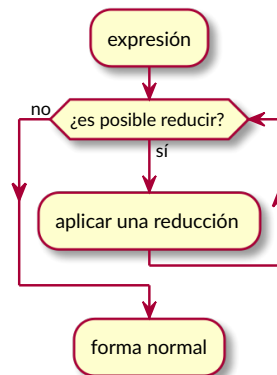 expresión
no
¿es posible reducir?
sí
aplicar una reducción
forma normal